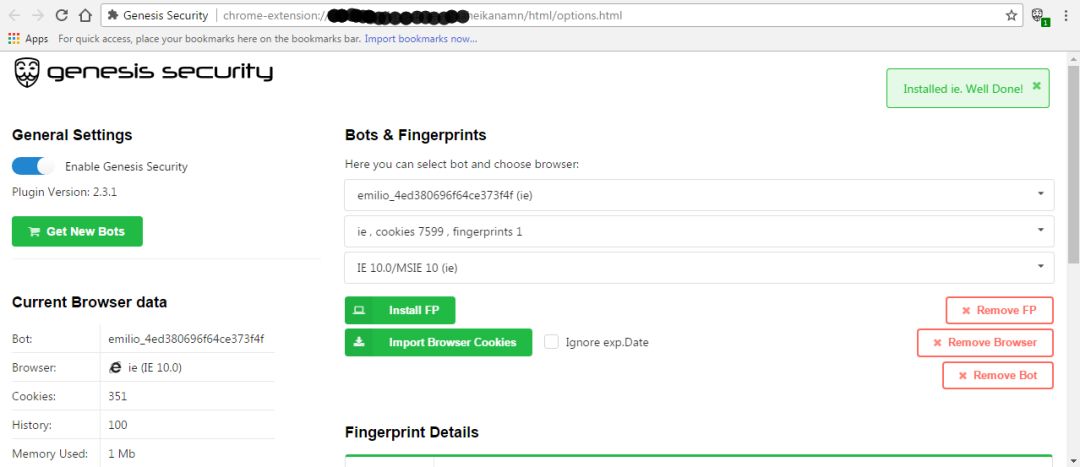 Genesis Security
chrome-extension://
neikanamn/html/options.html
1
Apps
For quick access, place your bookmarks here on the bookmarks bar. Import bookmarks now...
genesis security
Installed ie. Well Done!
General Settings
Enable Genesis Security
Plugin Version: 2.3.1
Get New Bots
Current Browser data
Bot: emilio_4ed380696f64ce373f4f
Browser: ie (IE 10.0)
Cookies: 351
History: 100
Memory Used: 1 Mb
Bots & Fingerprints
Here you can select bot and choose browser:
emilio_4ed380696f64ce373f4f (ie)
ie , cookies 7599 , fingerprints 1
IE 10.0/MSIE 10 (ie)
Install FP
Remove FP
Import Browser Cookies
Ignore exp.Date
Remove Browser
Remove Bot
Fingerprint Details